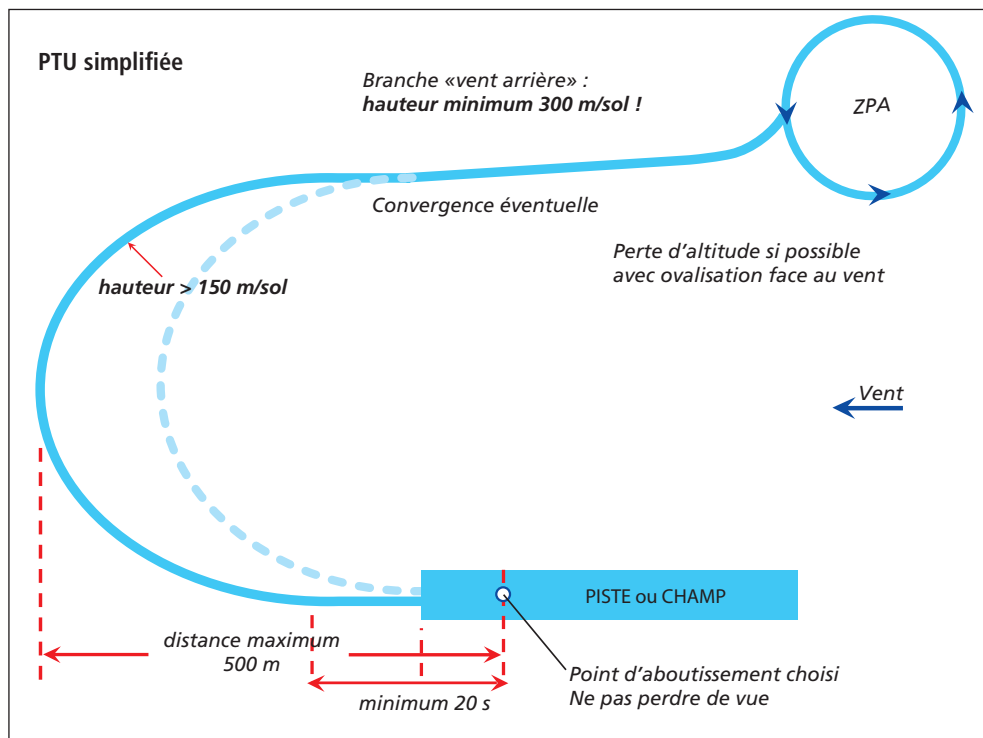 PTU simplifiée
Branche «vent arrière» :
hauteur minimum 300 m/sol !
ZPA
Convergence éventuelle
Perte d'altitude si possible
avec ovalisation face au vent
hauteur > 150 m/sol
Vent
PISTE ou CHAMP
distance maximum
500 m
Point d'aboutissement choisi
Ne pas perdre de vue
minimum 20 s